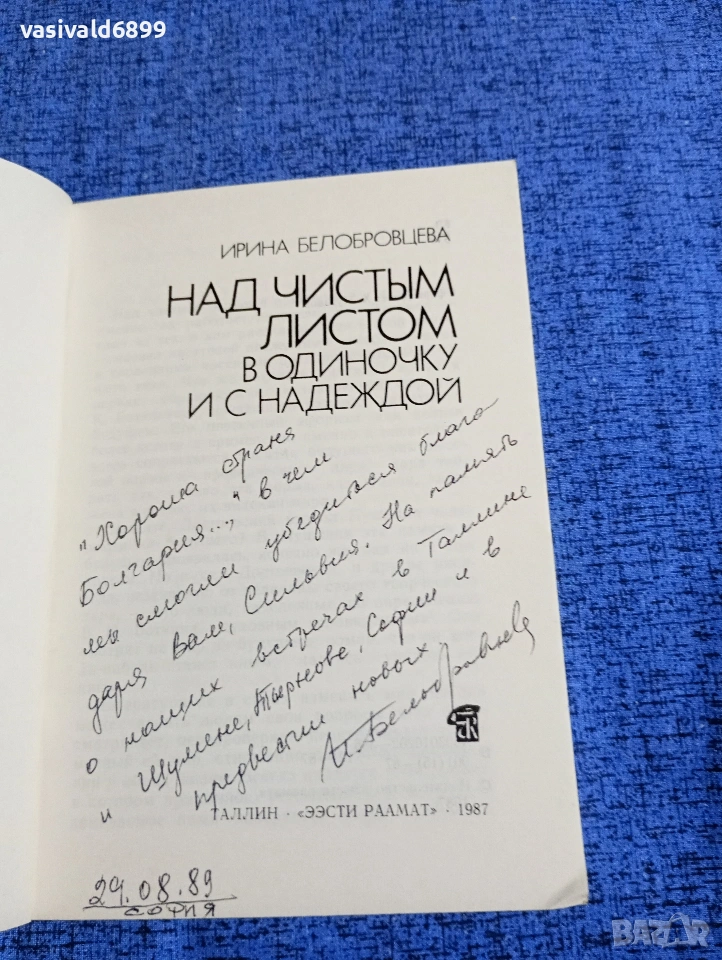 vasivald6899
ИРИНА БЕЛОБРОВЦЕВА
НАД ЧИСТЫМ
ЛИСТОМ
В ОДИНОЧКУ
И С НАДЕЖДОЙ
"Хороша страна
Болгария...", в чем
мы смогли убедиться благо
даря Вам, Сильвия. На память
о наших встречах в Таллине
Шумене, Тырнове, Софии и в
и предвестии новых
И. Белобровцева
ТАЛЛИН · «ЭЭСТИ РААМАТ» · 1987
29.08.89
СОФИЯ
BAZAR